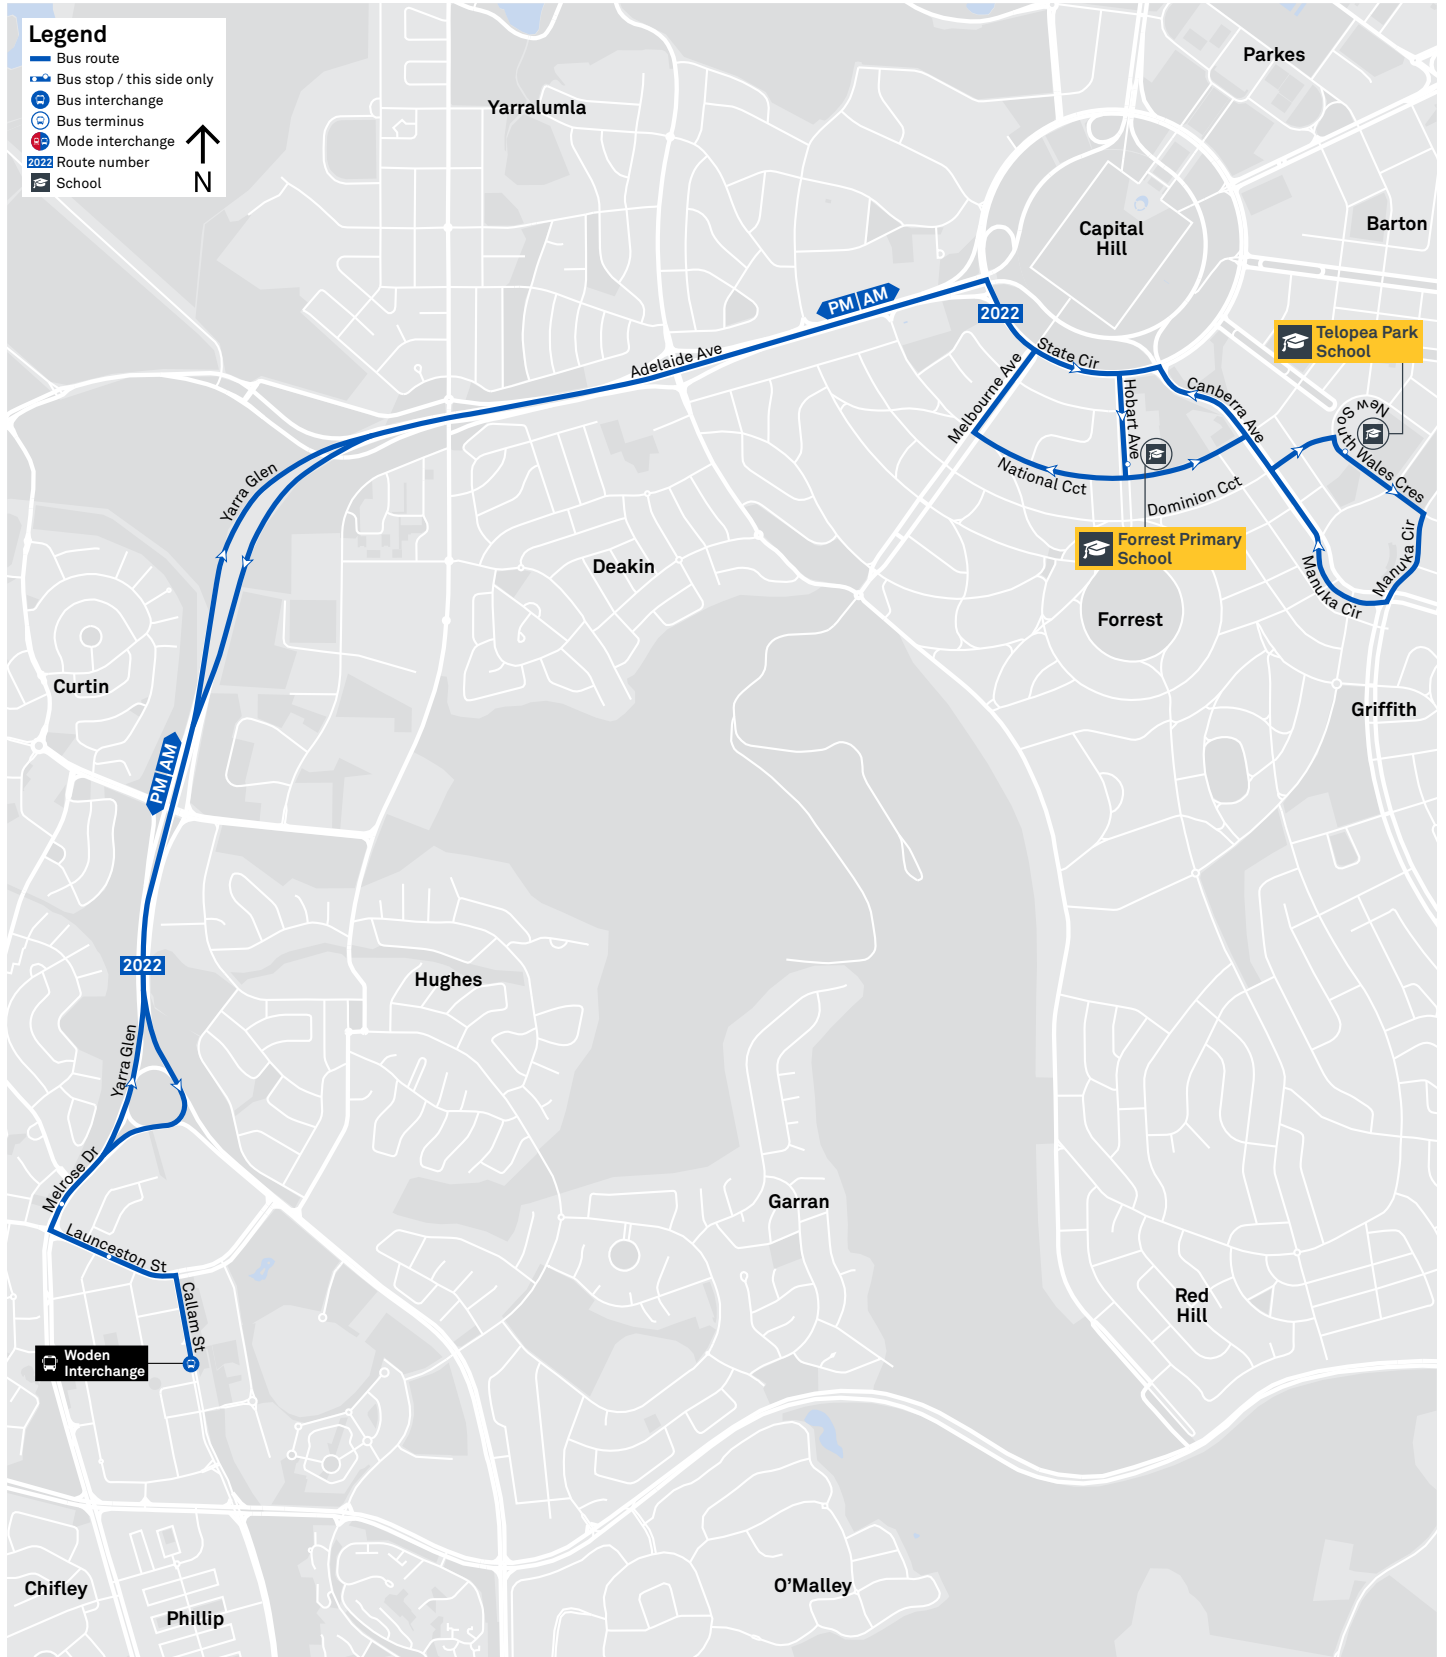 Legend
Bus route
Bus stop / this side only
Bus interchange
Bus terminus
Mode interchange
2022 Route number
School
N
Parkes
Yarralumla
Barton
Capital
Hill
PM AM
2022
Telopea Park
School
State Cir
Adelaide Ave
Melbourne Ave
Hobart Ave
Canberra Ave
New South Wales Cres
National Cct
Dominion Cct
Yarra Glen
Forrest Primary
School
Manuka Cir
Manuka Cir
Deakin
Forrest
Curtin
Griffith
PM AM
2022
Hughes
Yarra Glen
Melrose Dr
Garran
Launceston St
Callam St
Red
Hill
Woden
Interchange
Chifley
O'Malley
Phillip